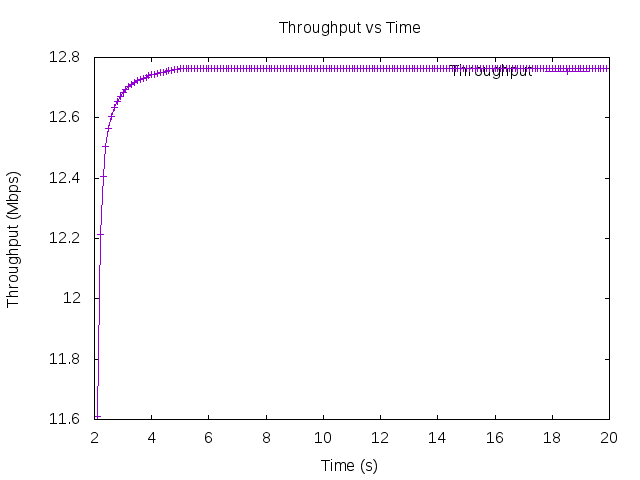 Throughput vs Time
12.8
Throughput
12.6
12.4
12.2
12
11.8
11.6
Throughput (Mbps)
2 4 6 8 10 12 14 16 18 20
Time (s)